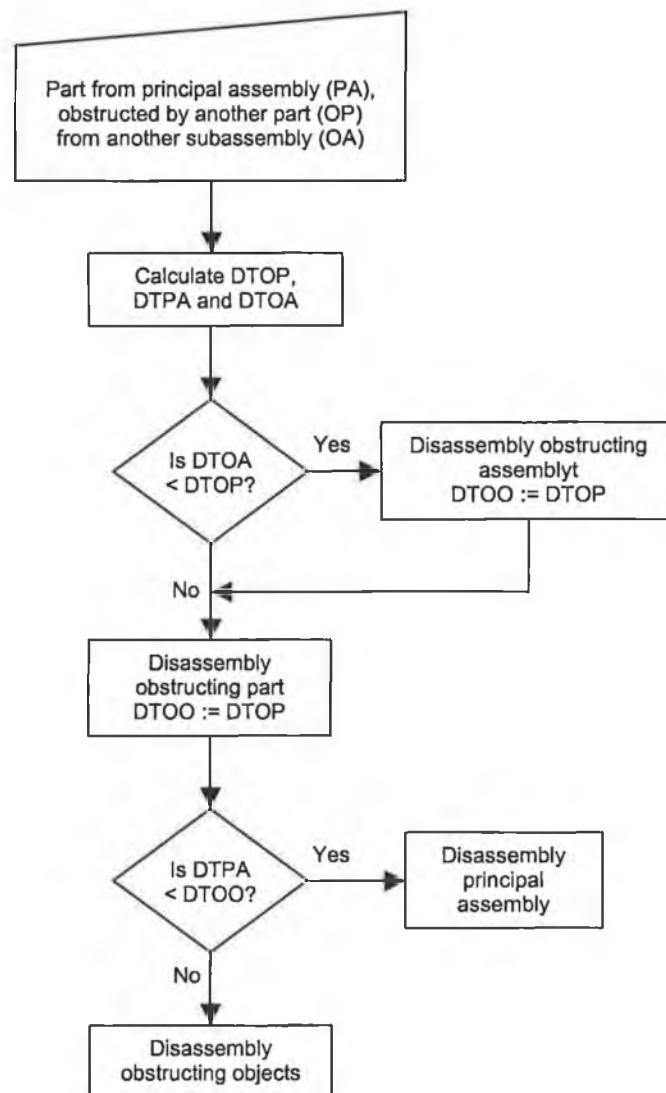 Part from principal assembly (PA),
obstructed by another part (OP)
from another subassembly (OA)
Calculate DTOP,
DTPA and DTOA
Is DTOA
< DTOP?
Yes
Disassembly obstructing
assemblyt
DTOO := DTOP
No
Disassembly
obstructing part
DTOO := DTOP
Is DTPA
< DTOO?
Yes
Disassembly
principal
assembly
No
Disassembly
obstructing objects